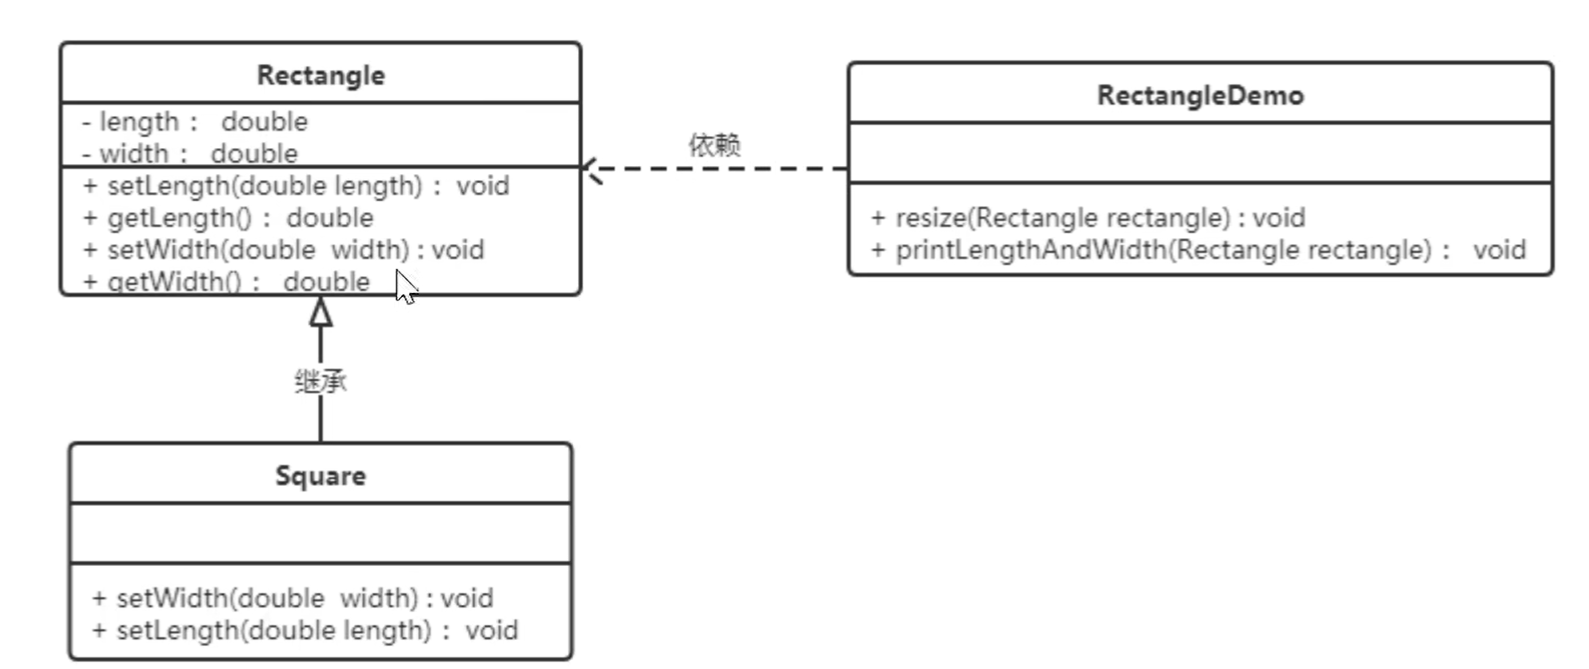 Rectangle
- length : double
- width : double
+ setLength(double length) : void
+ getLength() : double
+ setWidth(double width) : void
+ getWidth() : double
依赖
RectangleDemo
+ resize(Rectangle rectangle) : void
+ printLengthAndWidth(Rectangle rectangle) : void
继承
Square
+ setWidth(double width) : void
+ setLength(double length) : void